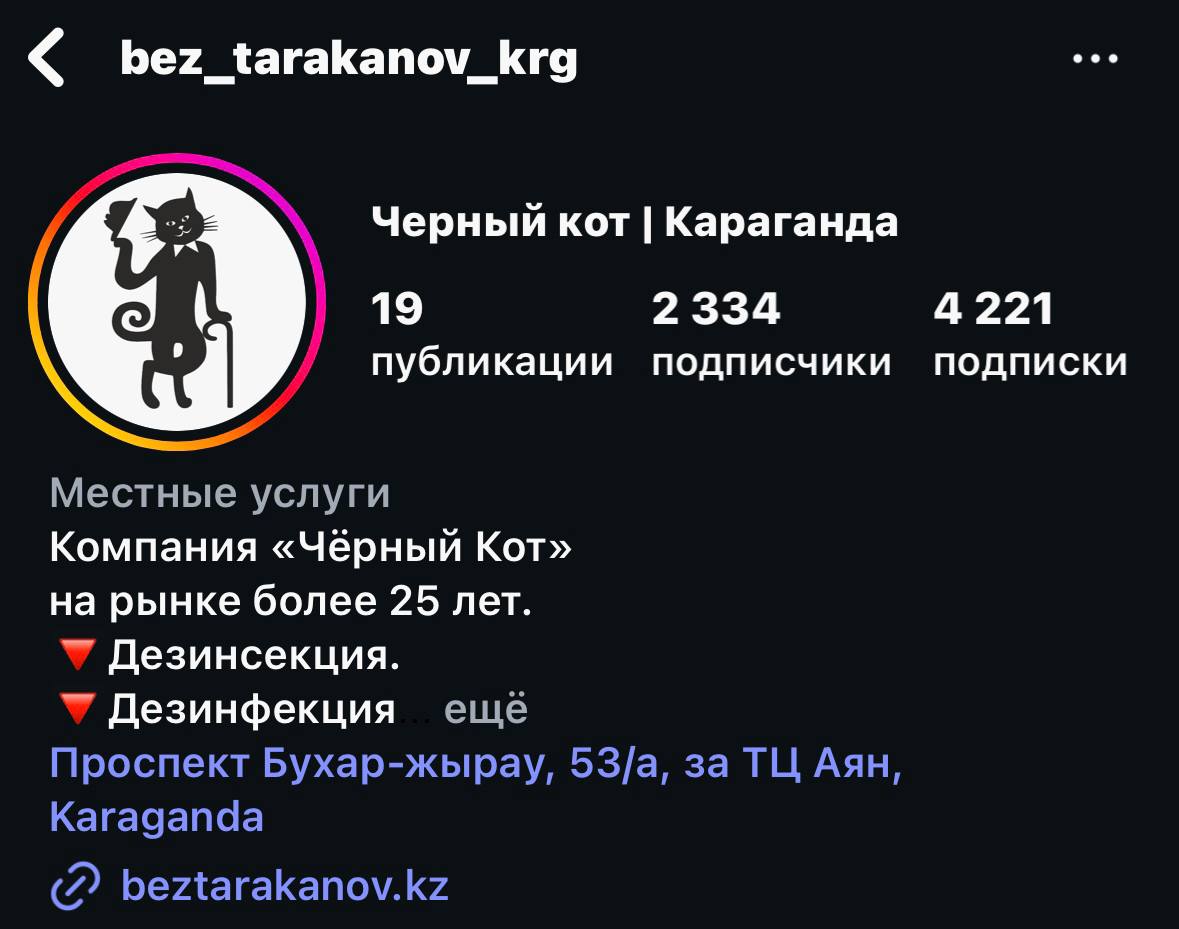 bez_tarakanov_krg
Черный кот | Караганда
19 2 334 4 221
публикации подписчики подписки
Местные услуги
Компания «Чёрный Кот»
на рынке более 25 лет.
🔻Дезинсекция.
🔻Дезинфекция... ещё
Проспект Бухар-жырау, 53/а, за ТЦ Аян,
Karaganda
beztarakanov.kz